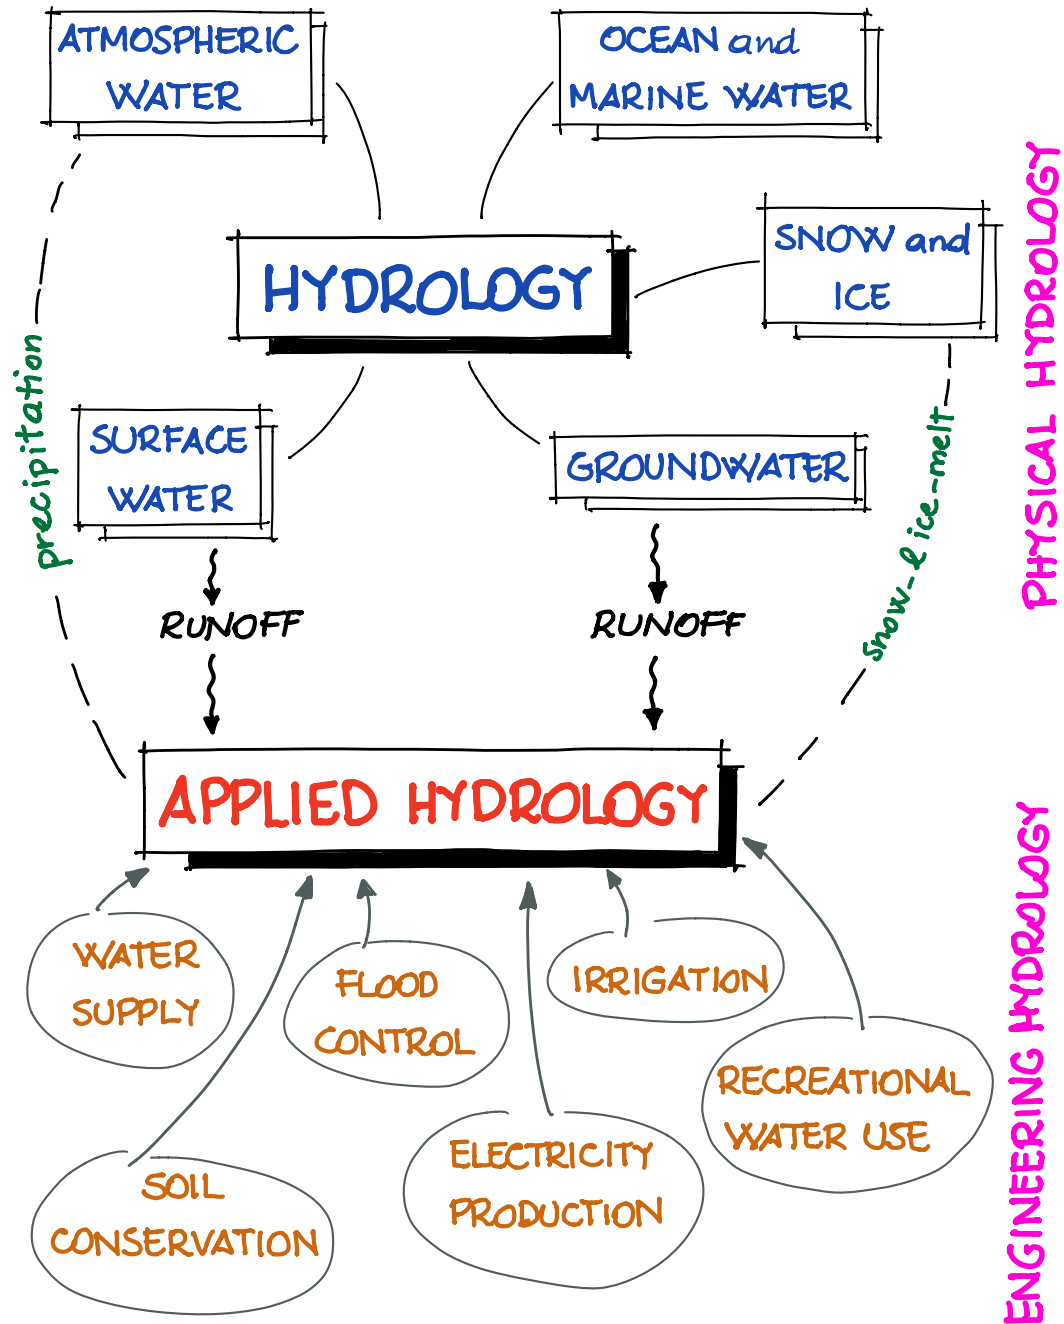 ATMOSPHERIC
WATER
OCEAN and
MARINE WATER
SNOW and
ICE
HYDROLOGY
SURFACE
WATER
GROUNDWATER
precipitation
snow- & ice-melt
PHYSICAL HYDROLOGY
RUNOFF
RUNOFF
APPLIED HYDROLOGY
WATER
SUPPLY
FLOOD
CONTROL
IRRIGATION
RECREATIONAL
WATER USE
SOIL
CONSERVATION
ELECTRICITY
PRODUCTION
ENGINEERING HYDROLOGY